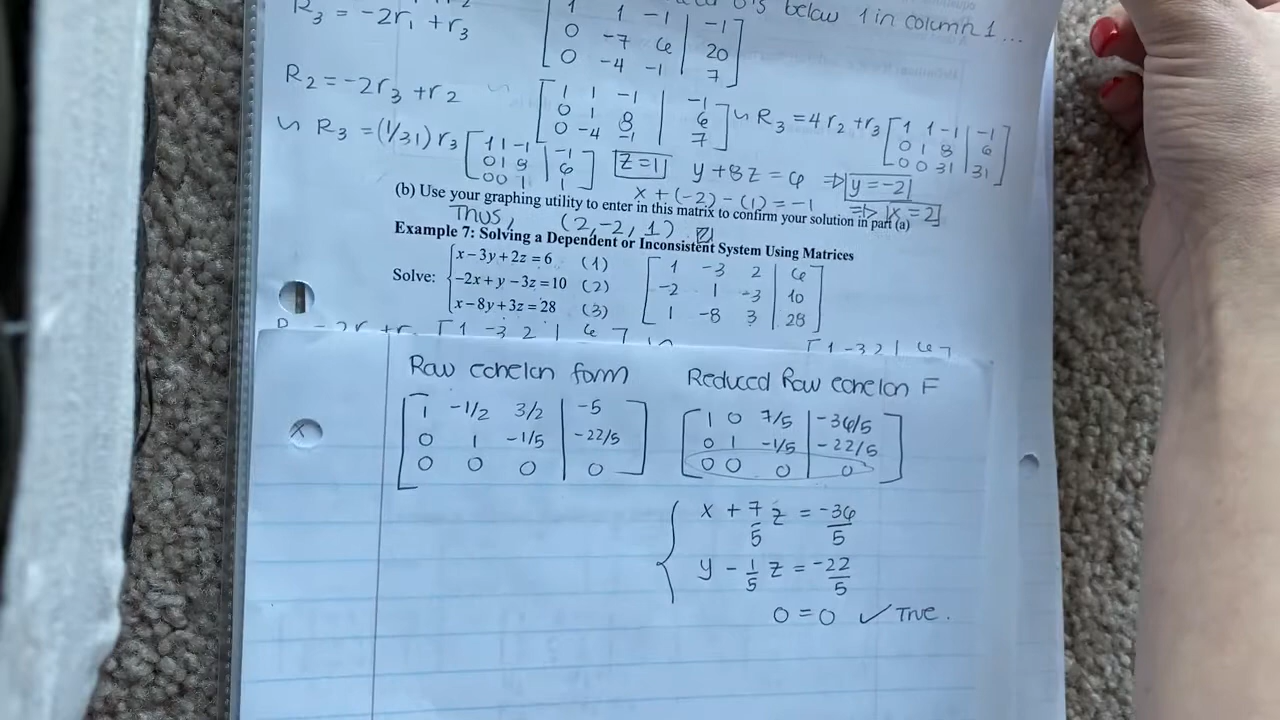 0's below 1 in column 1...
R3 = -2r1 + r3 [1 1 -1 | -1]
[0 -7 6 | 20]
[0 -4 -1 | 7]
R2 = -2r3 + r2 ~ [1 1 -1 | -1]
[0 1 8 | 6]
[0 -4 -1 | 7]
~ R3 = 4r2 + r3 [1 1 -1 | -1]
[0 1 8 | 6]
[0 0 31 | 31]
~ R3 = (1/31) r3 [1 1 -1 | -1]
[0 1 8 | 6]
[0 0 1 | 1]
z = 1 y + 8z = 6 ⇒ y = -2
x + (-2) - (1) = -1 ⇒ x = 2
(b) Use your graphing utility to enter in this matrix to confirm your solution in part (a)
Thus, (2, -2, 1)
Example 7: Solving a Dependent or Inconsistent System Using Matrices
Solve:
x − 3y + 2z = 6 (1)
−2x + y − 3z = 10 (2)
x − 8y + 3z = 28 (3)
[1 -3 2 | 6]
[-2 1 -3 | 10]
[1 -8 3 | 28]
[1 -3 2 | 6] ~ [1 -3 2 | 6]
Row echelon form
[1 -1/2 3/2 | -5]
[0 1 -1/5 | -22/5]
[0 0 0 | 0]
Reduced Row echelon F
[1 0 7/5 | -36/5]
[0 1 -1/5 | -22/5]
[0 0 0 | 0]
x + 7/5 z = -36/5
y - 1/5 z = -22/5
0 = 0 ✓ True.
x